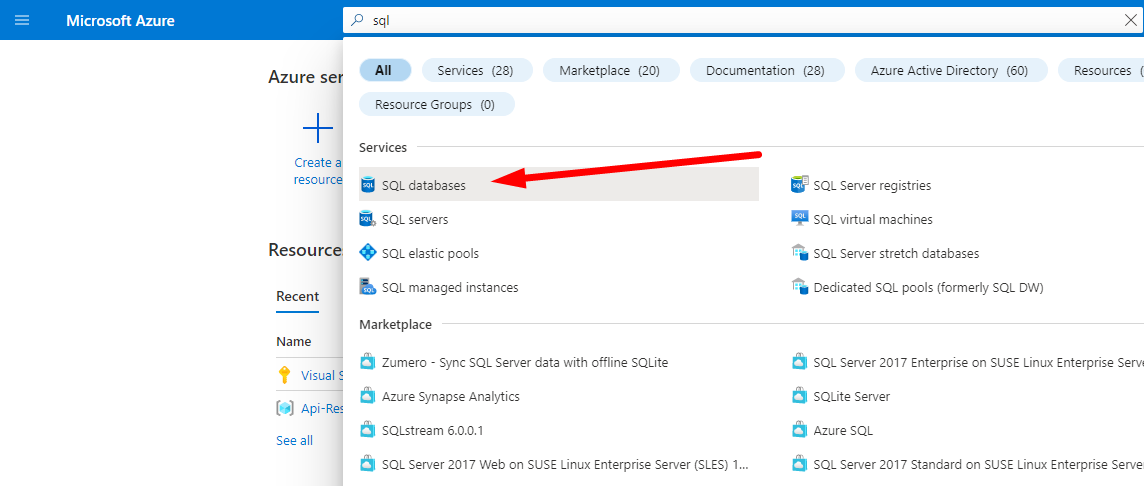 Microsoft Azure
sql
Azure ser
All
Services (28)
Marketplace (20)
Documentation (28)
Azure Active Directory (60)
Resources (
Resource Groups (0)
Create a
resource
Services
SQL databases
SQL Server registries
SQL servers
SQL virtual machines
SQL elastic pools
SQL Server stretch databases
SQL managed instances
Dedicated SQL pools (formerly SQL DW)
Resource
Recent
Name
Visual S
Api-Res
See all
Marketplace
Zumero - Sync SQL Server data with offline SQLite
SQL Server 2017 Enterprise on SUSE Linux Enterprise Serve
Azure Synapse Analytics
SQLite Server
SQLstream 6.0.0.1
Azure SQL
SQL Server 2017 Web on SUSE Linux Enterprise Server (SLES) 1...
SQL Server 2017 Standard on SUSE Linux Enterprise Server